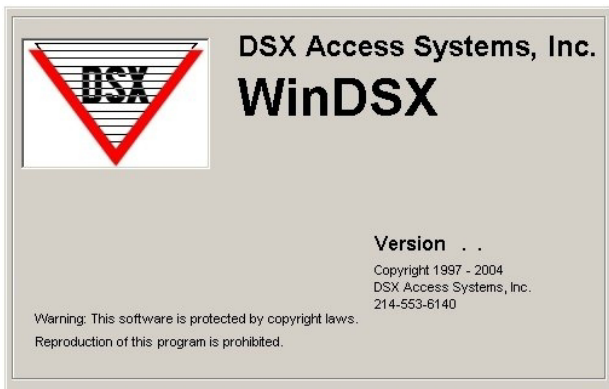 DSX
DSX Access Systems, Inc.
WinDSX
Version . .
Copyright 1997 - 2004
DSX Access Systems, Inc.
214-553-6140
Warning: This software is protected by copyright laws.
Reproduction of this program is prohibited.